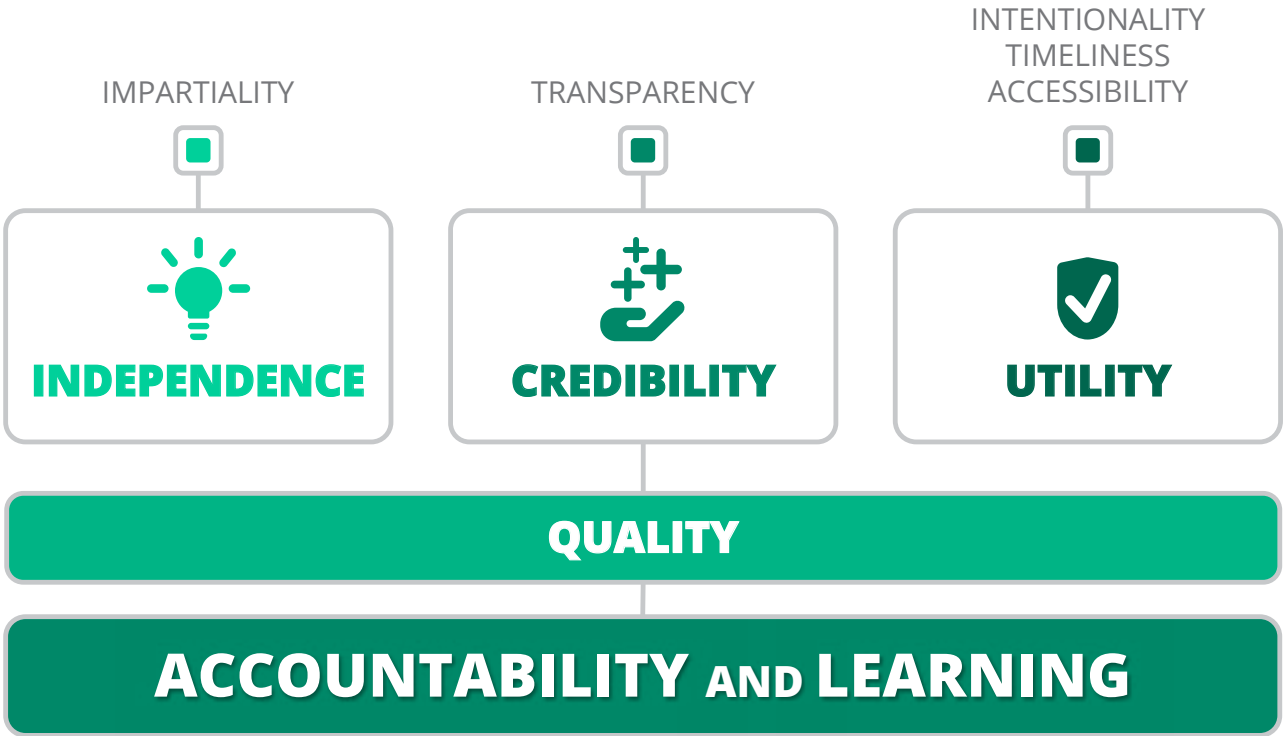 IMPARTIALITY
TRANSPARENCY
INTENTIONALITY
TIMELINESS
ACCESSIBILITY
INDEPENDENCE
CREDIBILITY
UTILITY
QUALITY
ACCOUNTABILITY AND LEARNING